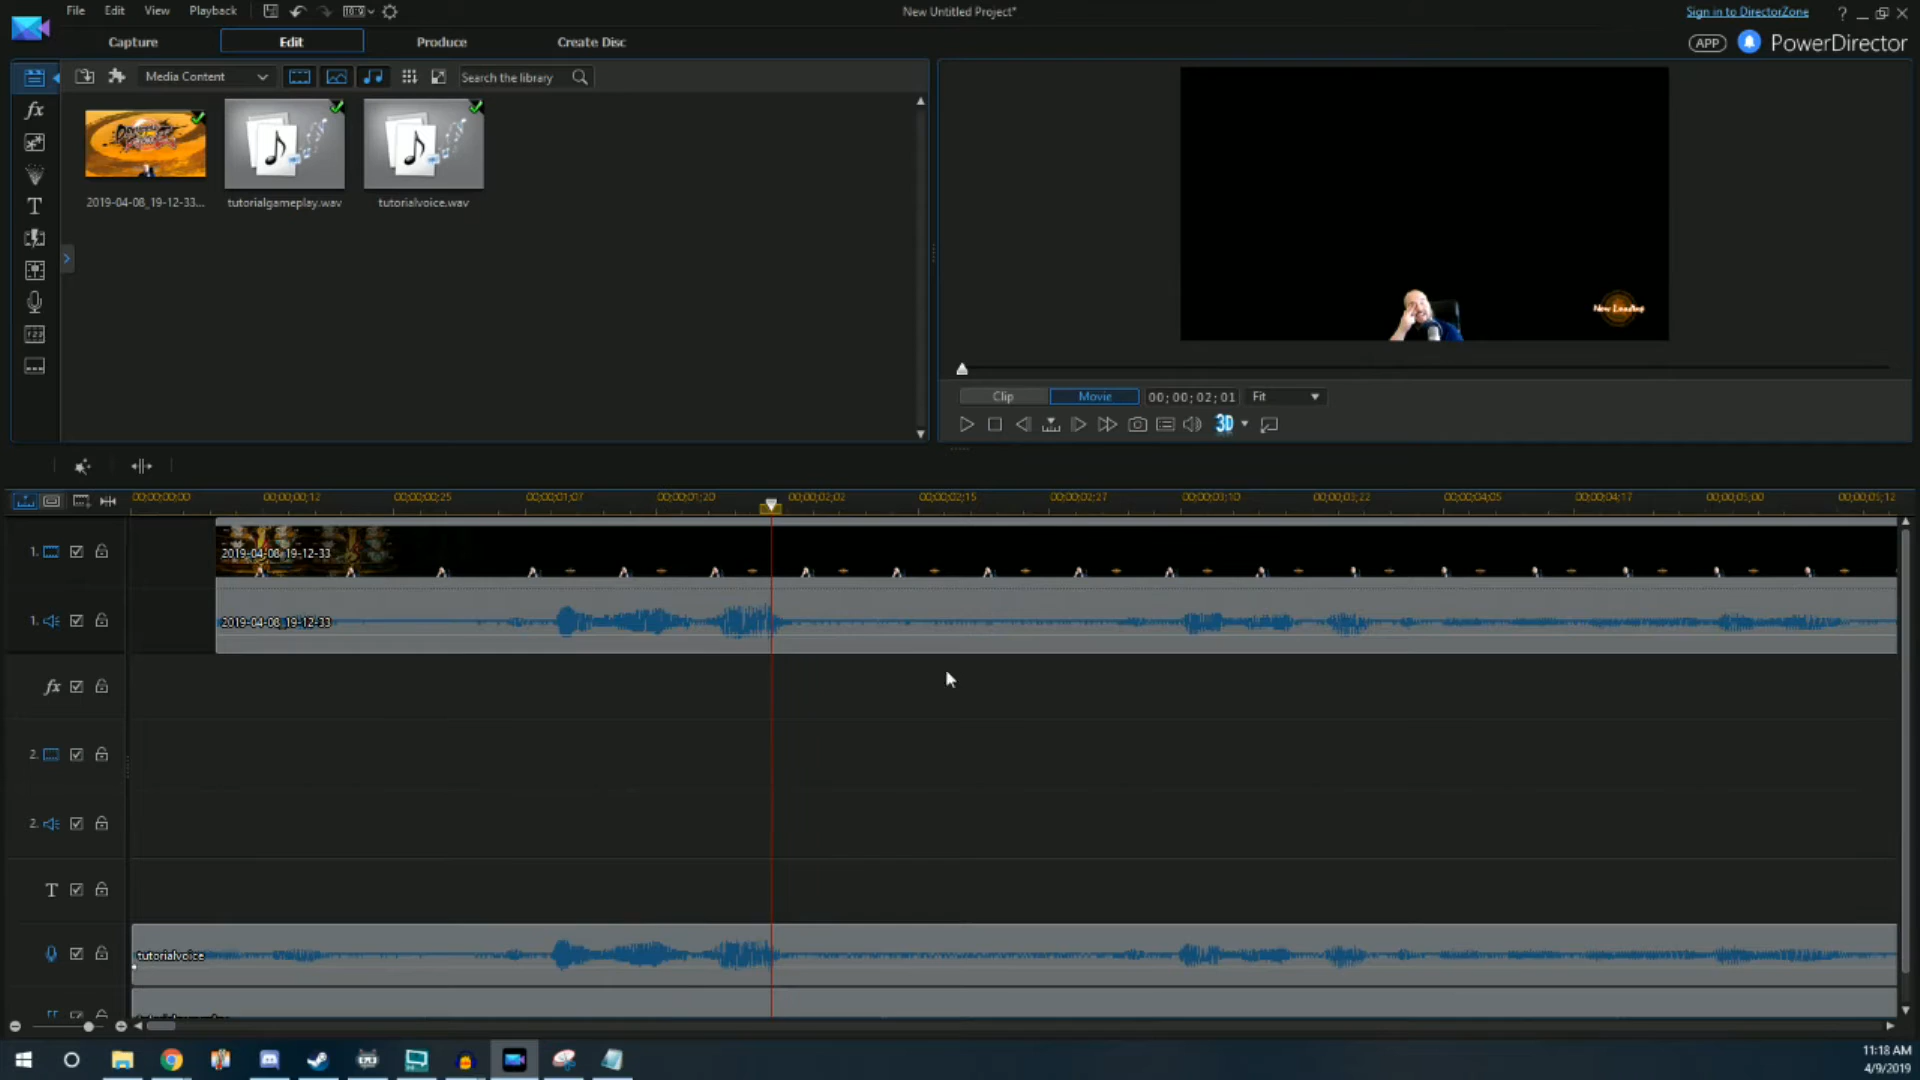 File Edit View Playback
New Untitled Project*
Sign in to DirectorZone
?
Capture Edit Produce Create Disc
APP PowerDirector
Media Content
Search the library
2019-04-08_19-12-33...
tutorialgameplay.wav
tutorialvoice.wav
fx
T
Now Loading
Clip Movie 00;00;02;01 Fit
3D
00;00;00;00 00;00;00;12 00;00;00;25 00;00;01;07 00;00;01;20 00;00;02;02 00;00;02;15 00;00;02;27 00;00;03;10 00;00;03;22 00;00;04;05 00;00;04;17 00;00;05;00 00;00;05;12
1. 2019-04-08_19-12-33
1. 2019-04-08_19-12-33
fx
2.
2.
T
tutorialvoice
11:18 AM
4/9/2019